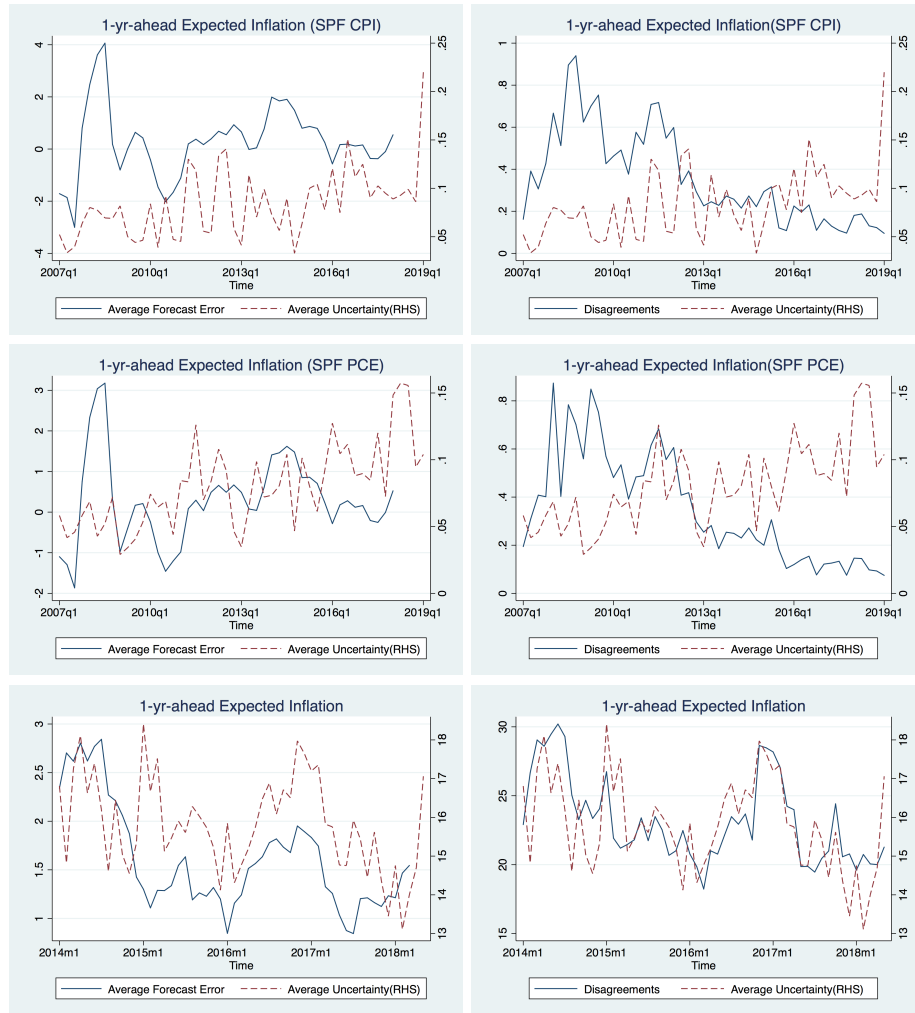 1-yr-ahead Expected Inflation (SPF CPI)
4
2
0
-2
-4
.25
.2
.15
.1
.05
2007q1 2010q1 2013q1 2016q1 2019q1
Time
Average Forecast Error Average Uncertainty(RHS)
1-yr-ahead Expected Inflation(SPF CPI)
1
.8
.6
.4
.2
0
.25
.2
.15
.1
.05
2007q1 2010q1 2013q1 2016q1 2019q1
Time
Disagreements Average Uncertainty(RHS)
1-yr-ahead Expected Inflation (SPF PCE)
3
2
1
0
-1
-2
.15
.1
.05
0
2007q1 2010q1 2013q1 2016q1 2019q1
Time
Average Forecast Error Average Uncertainty(RHS)
1-yr-ahead Expected Inflation(SPF PCE)
.8
.6
.4
.2
0
.15
.1
.05
0
2007q1 2010q1 2013q1 2016q1 2019q1
Time
Disagreements Average Uncertainty(RHS)
1-yr-ahead Expected Inflation
3
2.5
2
1.5
1
18
17
16
15
14
13
2014m1 2015m1 2016m1 2017m1 2018m1
Time
Average Forecast Error Average Uncertainty(RHS)
1-yr-ahead Expected Inflation
30
25
20
15
18
17
16
15
14
13
2014m1 2015m1 2016m1 2017m1 2018m1
Time
Disagreements Average Uncertainty(RHS)